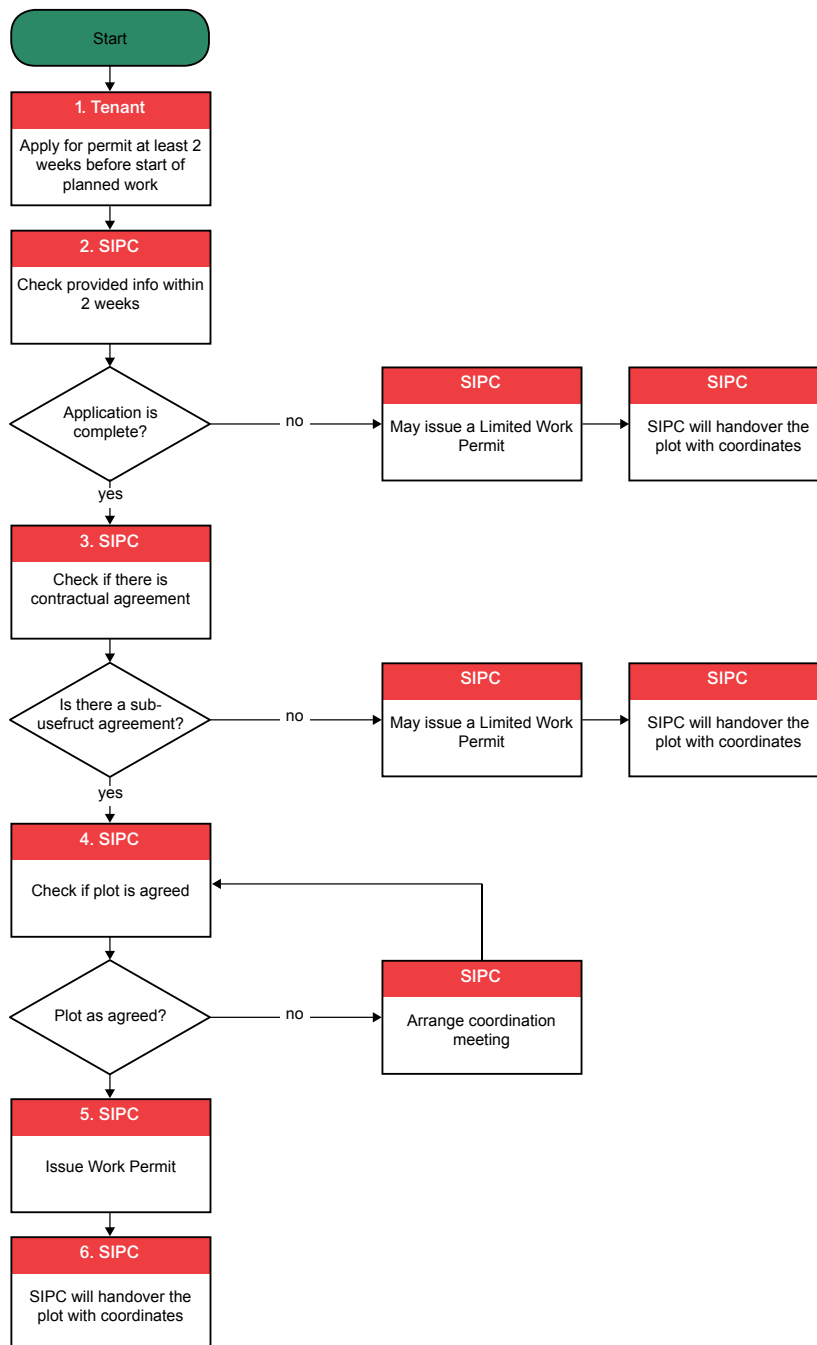 Start
1. Tenant
Apply for permit at least 2
weeks before start of
planned work
2. SIPC
Check provided info within
2 weeks
Application is
complete?
no
SIPC
May issue a Limited Work
Permit
SIPC
SIPC will handover the
plot with coordinates
yes
3. SIPC
Check if there is
contractual agreement
Is there a sub-
usefruct agreement?
no
SIPC
May issue a Limited Work
Permit
SIPC
SIPC will handover the
plot with coordinates
yes
4. SIPC
Check if plot is agreed
Plot as agreed?
no
SIPC
Arrange coordination
meeting
5. SIPC
Issue Work Permit
6. SIPC
SIPC will handover the
plot with coordinates